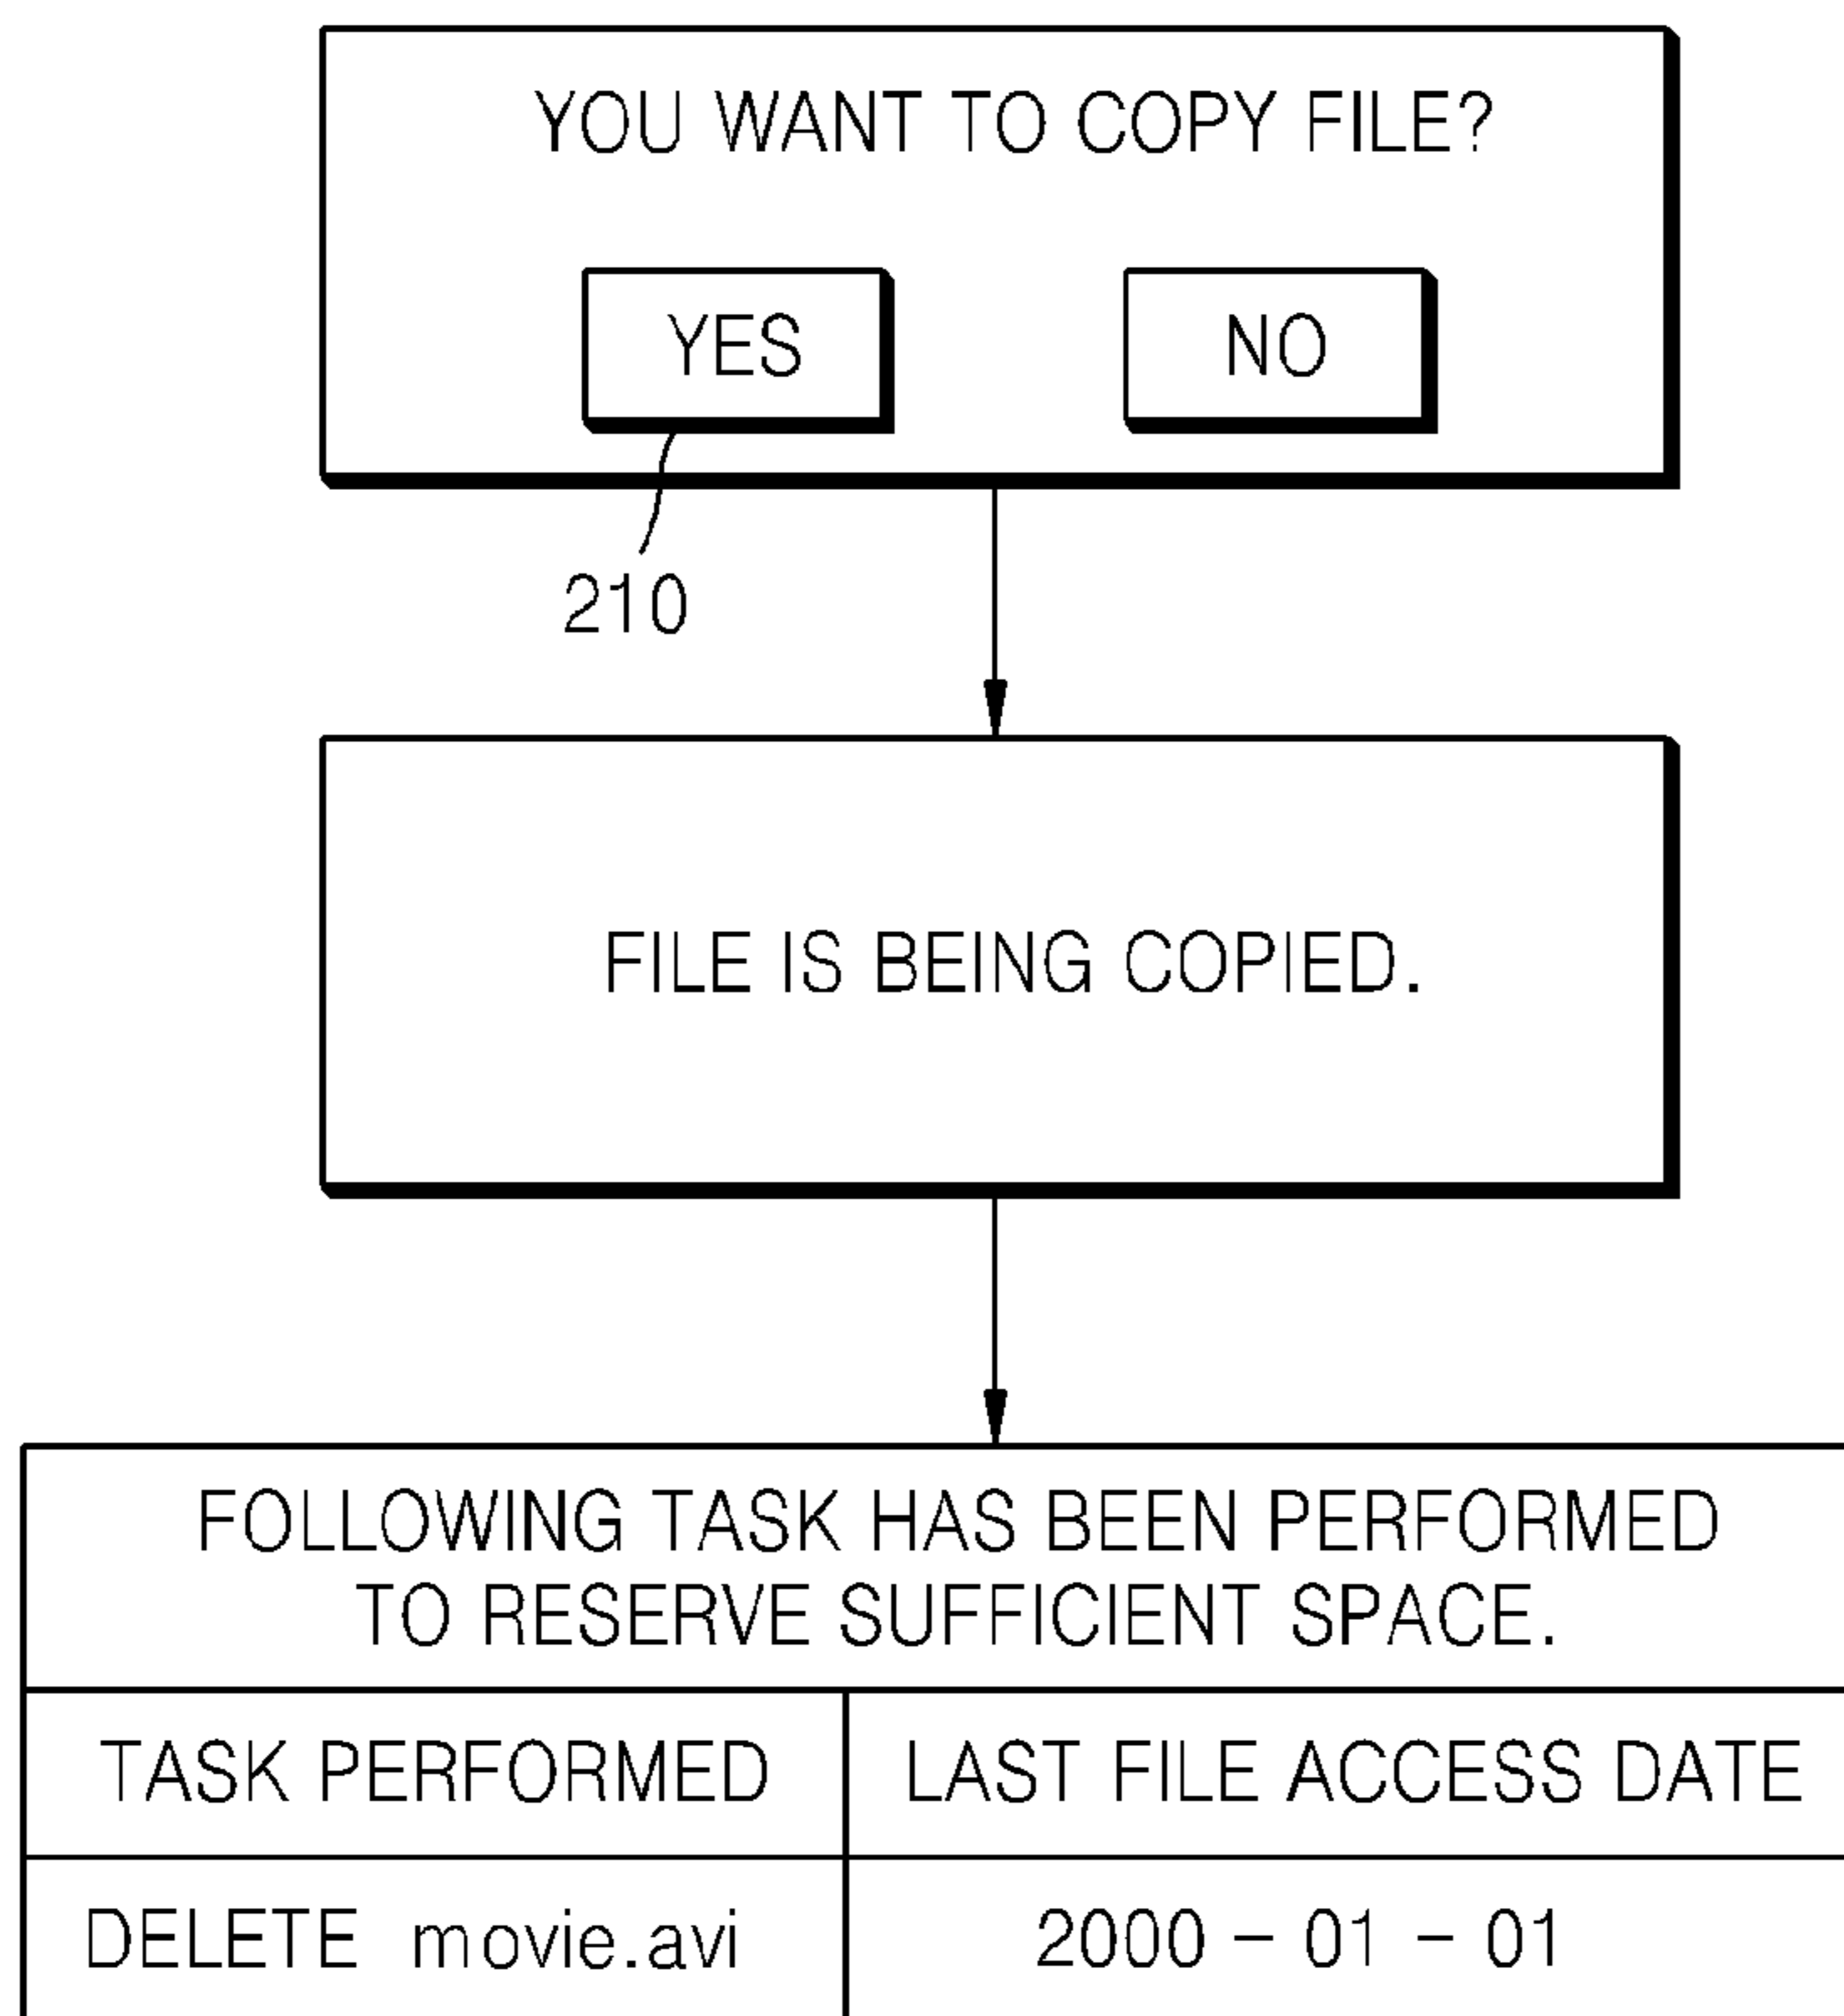 YOU WANT TO COPY FILE?
YES NO
210
FILE IS BEING COPIED.
FOLLOWING TASK HAS BEEN PERFORMED
TO RESERVE SUFFICIENT SPACE.
TASK PERFORMED LAST FILE ACCESS DATE
DELETE movie.avi 2000 – 01 – 01